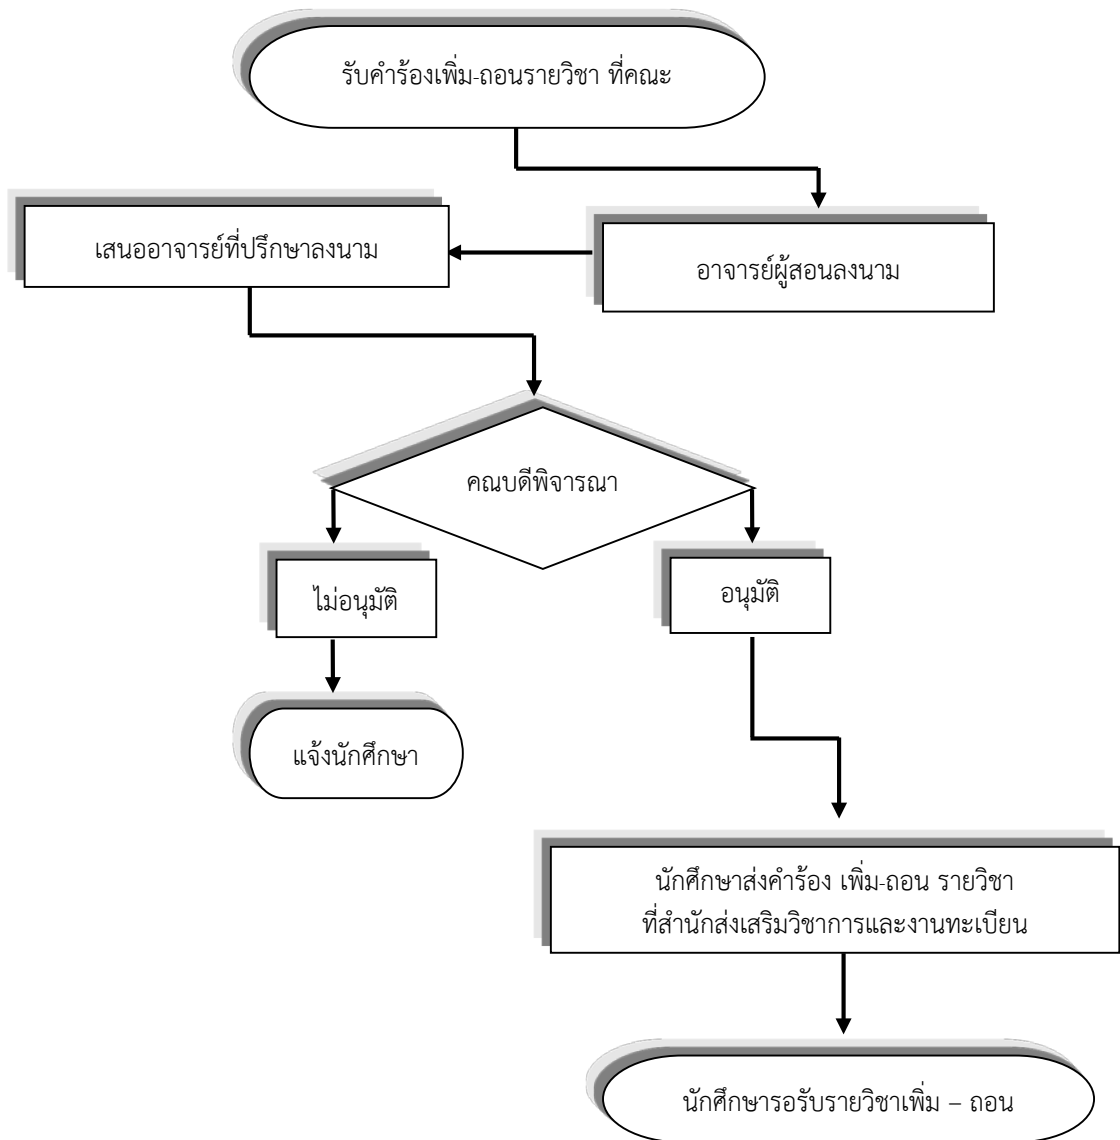 รับคำร้องเพิ่ม-ถอนรายวิชา ที่คณะ
อาจารย์ผู้สอนลงนาม
เสนออาจารย์ที่ปรึกษาลงนาม
คณบดีพิจารณา
ไม่อนุมัติ
อนุมัติ
แจ้งนักศึกษา
นักศึกษาส่งคำร้อง เพิ่ม-ถอน รายวิชา
ที่สำนักส่งเสริมวิชาการและงานทะเบียน
นักศึกษารอรับรายวิชาเพิ่ม – ถอน